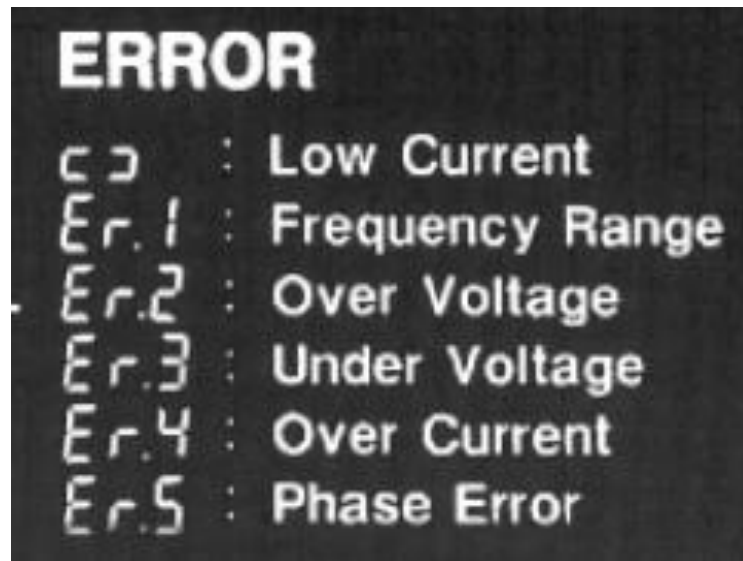 ERROR
⊏ ⊐ : Low Current
Er.1 : Frequency Range
Er.2 : Over Voltage
Er.3 : Under Voltage
Er.4 : Over Current
Er.5 : Phase Error